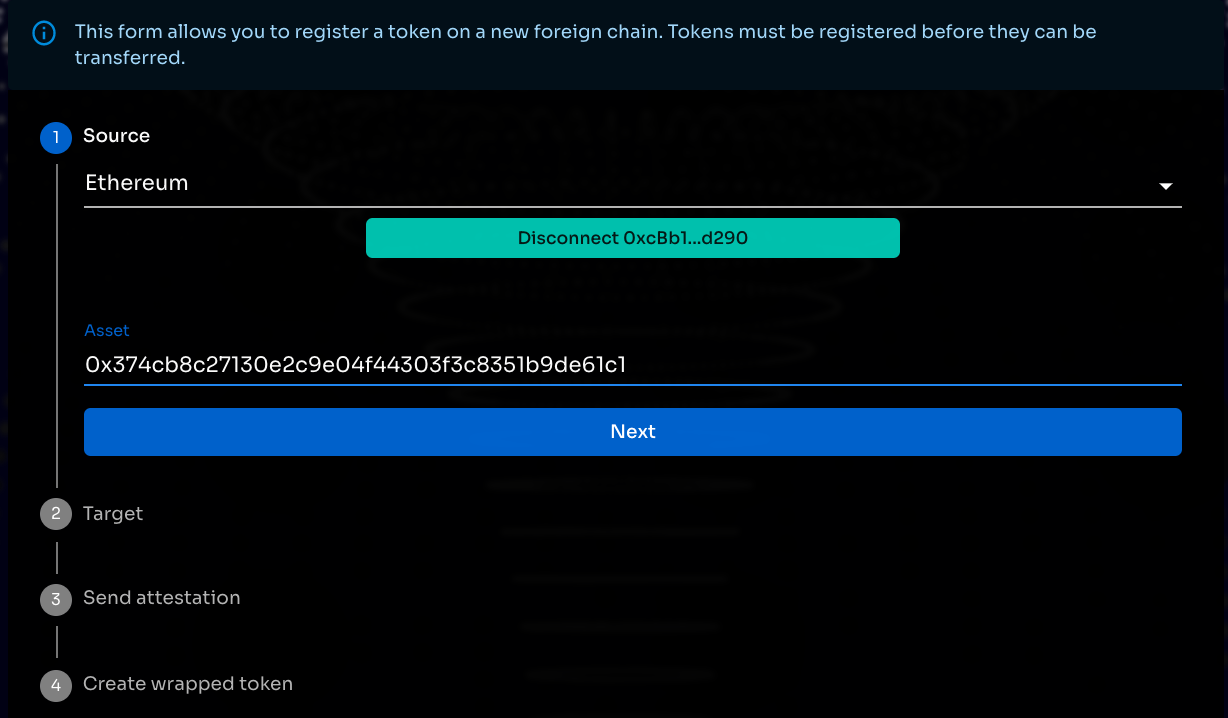 This form allows you to register a token on a new foreign chain. Tokens must be registered before they can be
transferred.
1 Source
Ethereum
Disconnect 0xcBb1...d290
Asset
0x374cb8c27130e2c9e04f44303f3c8351b9de61c1
Next
2 Target
3 Send attestation
4 Create wrapped token